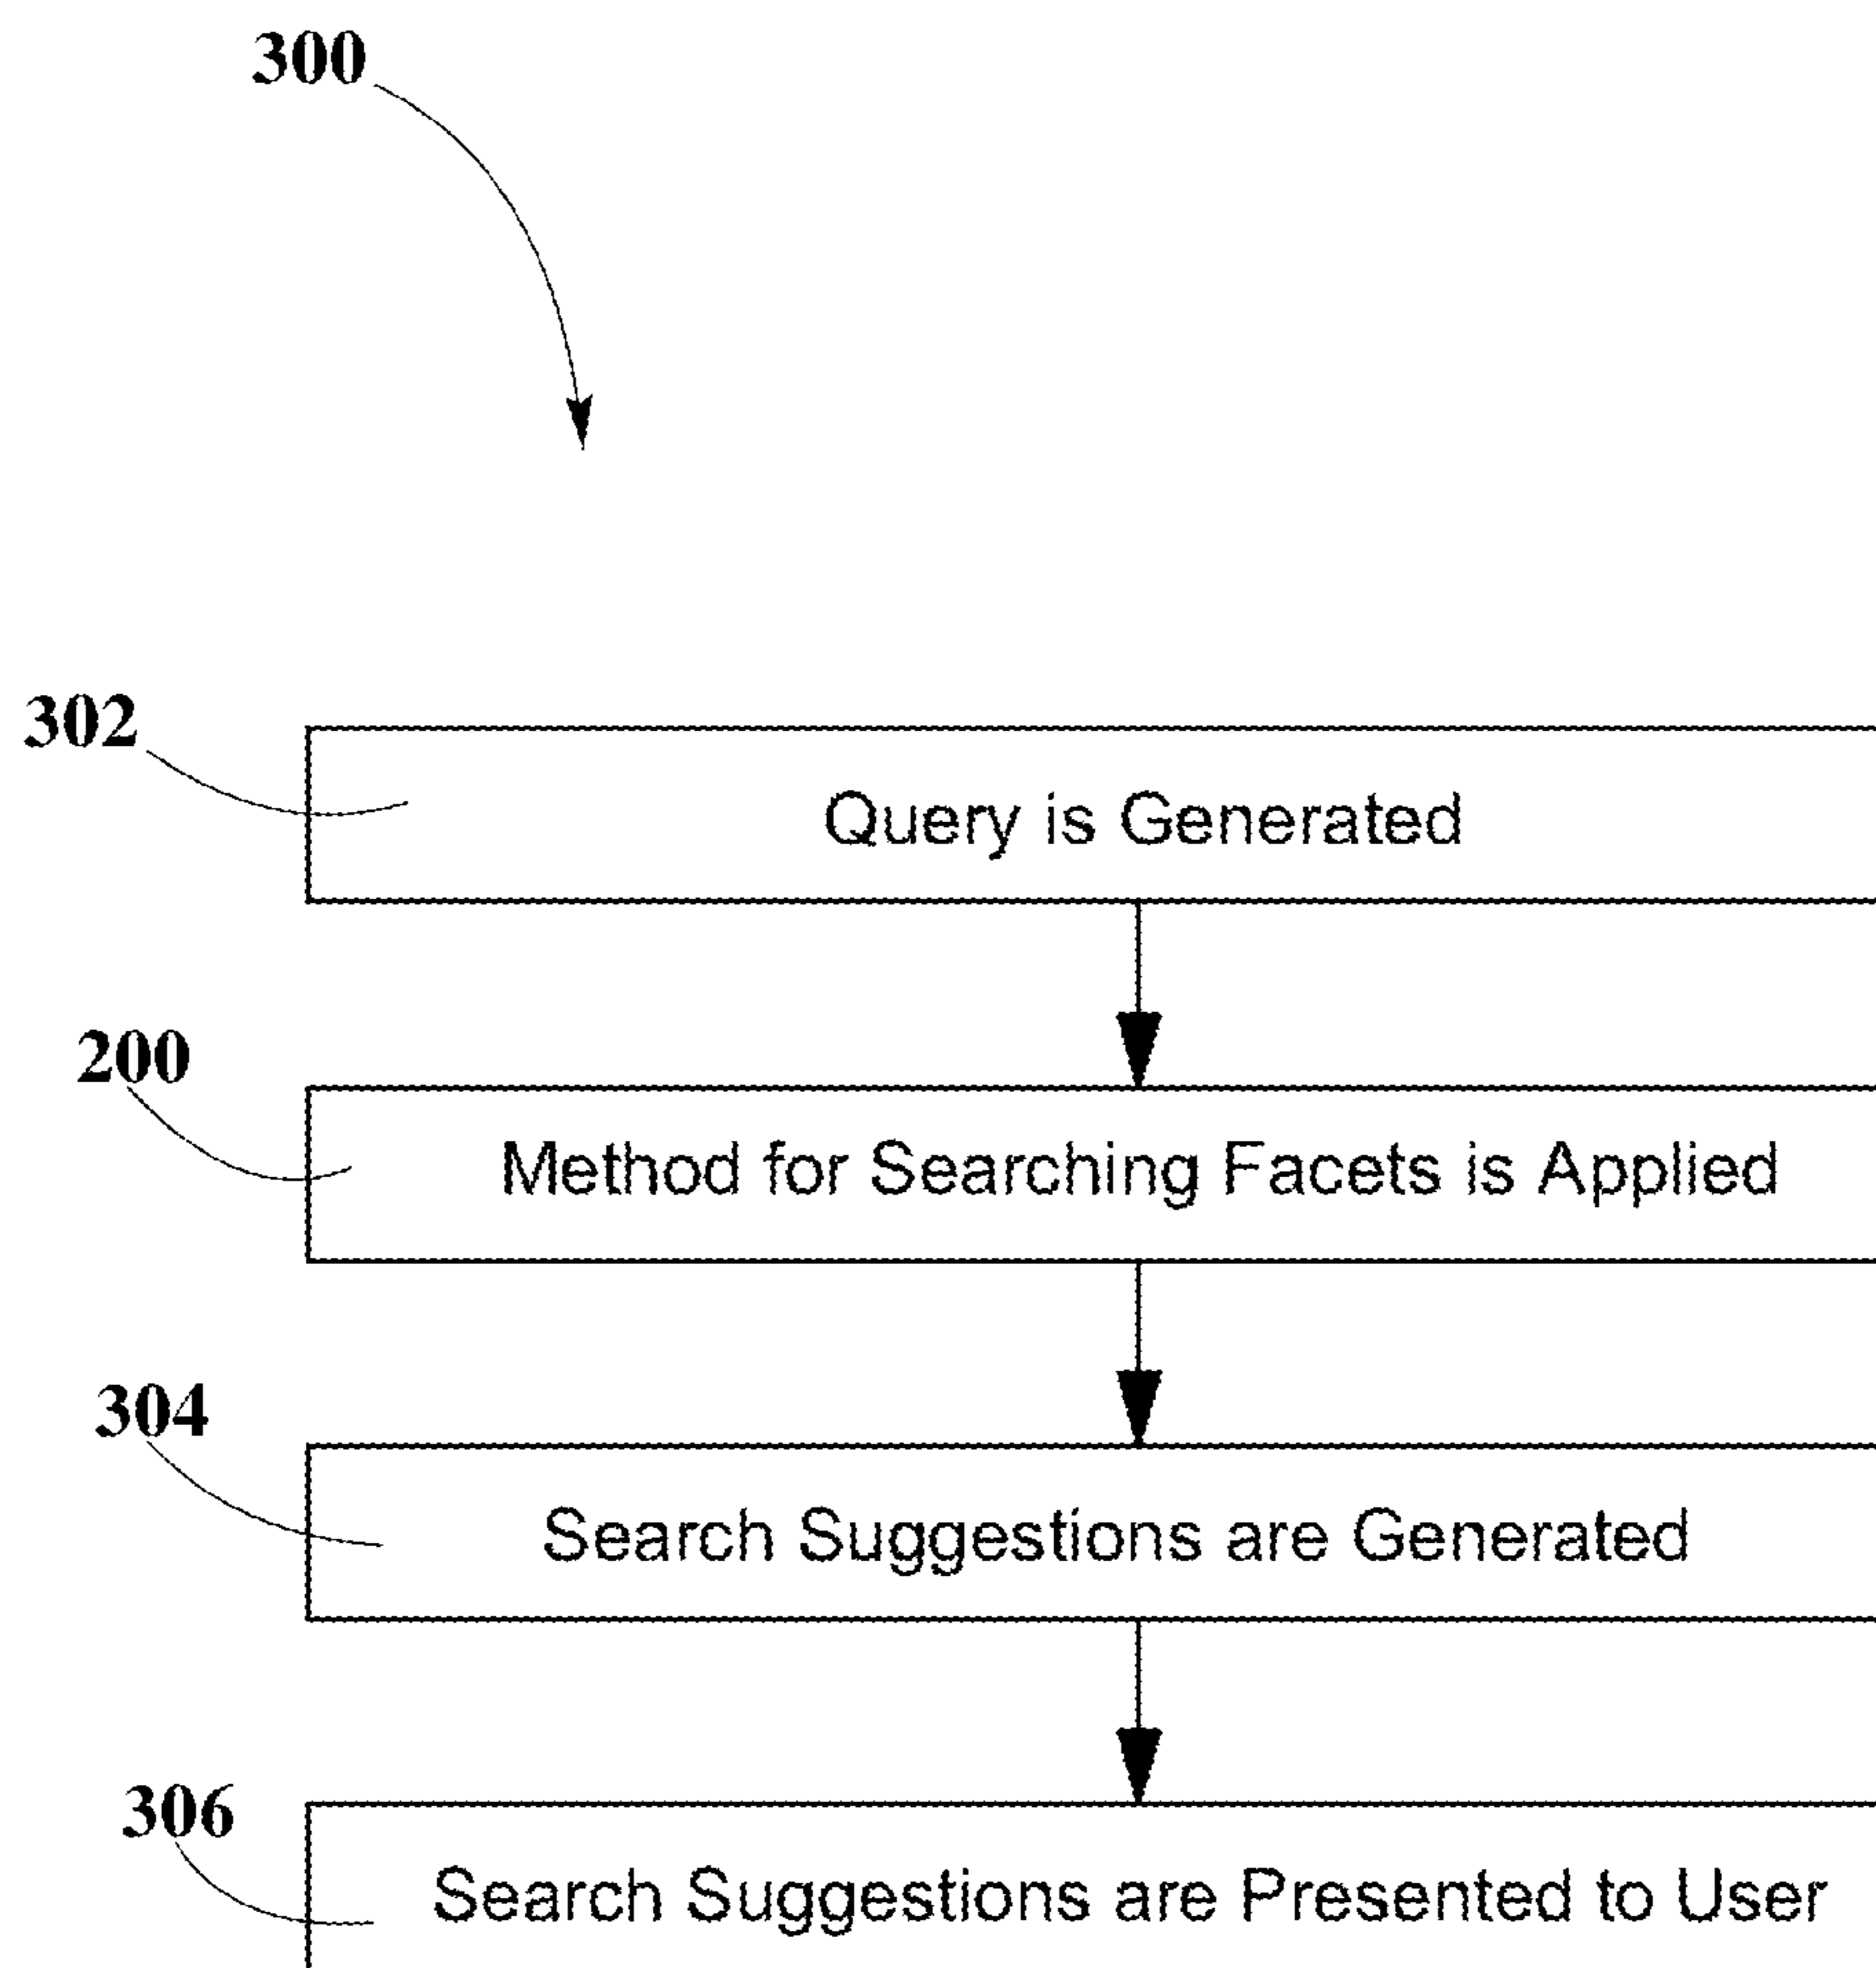 300
302
Query is Generated
200
Method for Searching Facets is Applied
304
Search Suggestions are Generated
306
Search Suggestions are Presented to User